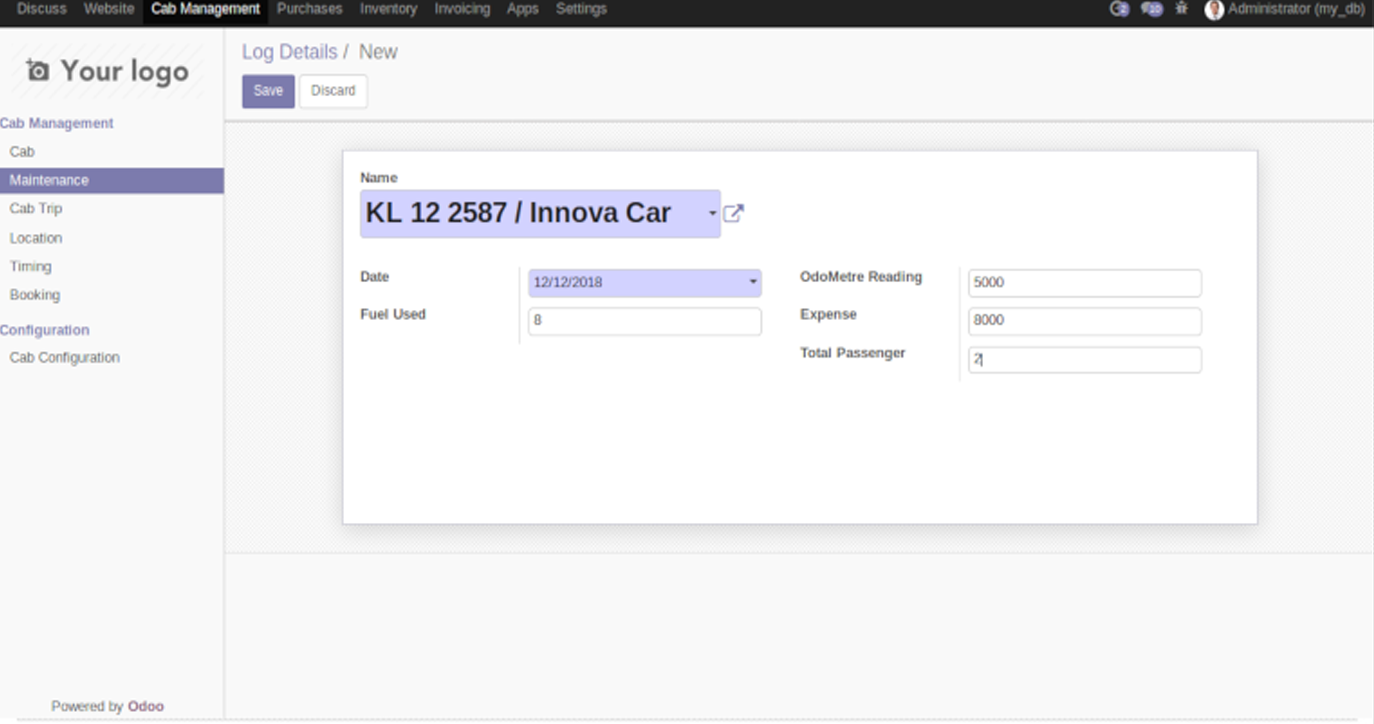 Discuss Website Cab Management Purchases Inventory Invoicing Apps Settings Administrator (my_db)
Your logo
Log Details / New
Save Discard
Cab Management
Cab
Maintenance
Cab Trip
Location
Timing
Booking
Configuration
Cab Configuration
Name
KL 12 2587 / Innova Car
Date 12/12/2018 OdoMetre Reading 5000
Fuel Used 8 Expense 8000
Total Passenger 2
Powered by Odoo